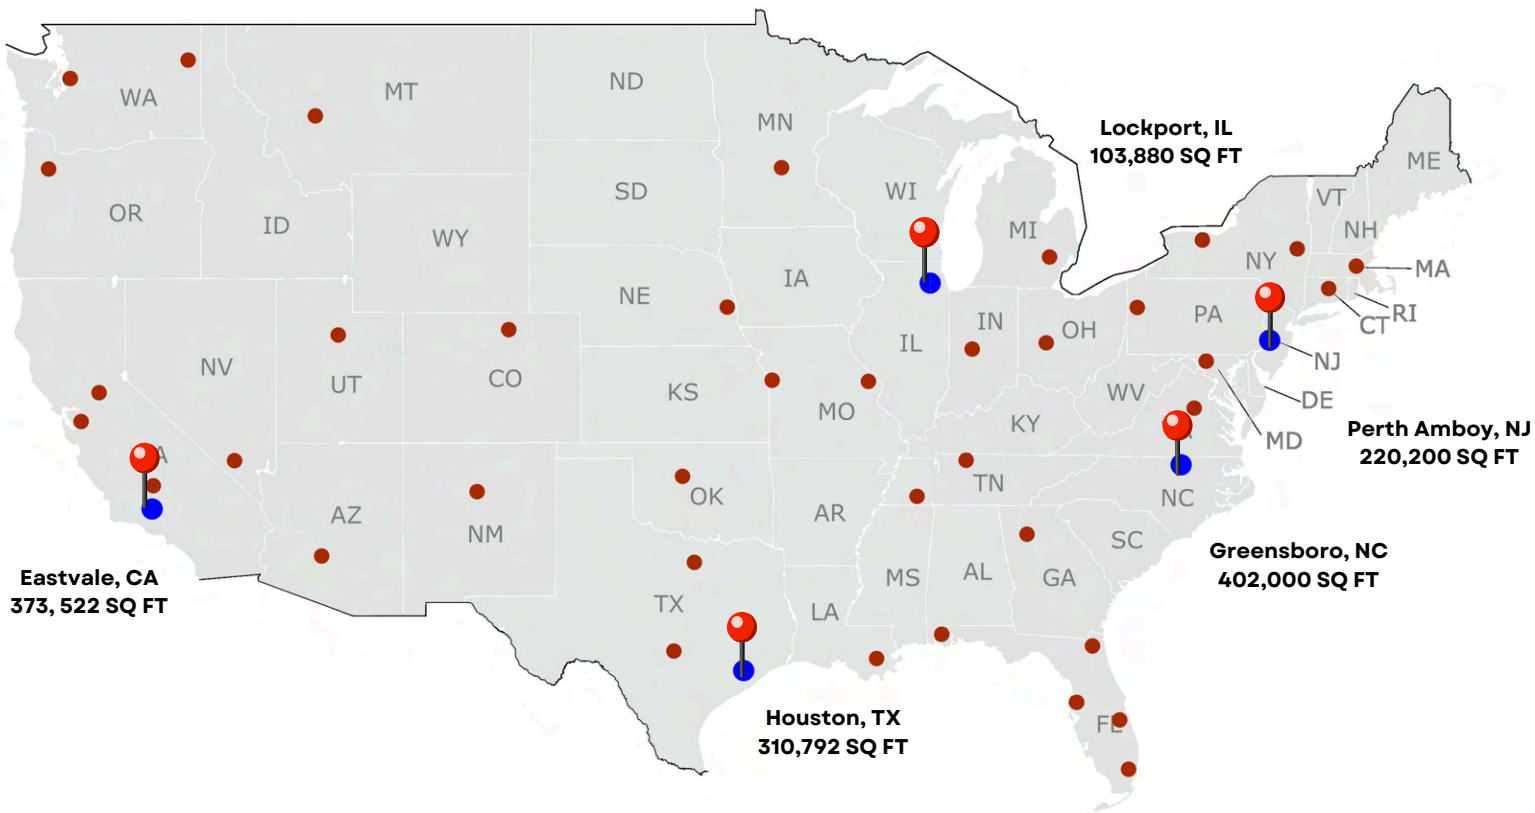 ND
MT
WA
MN
Lockport, IL
103,880 SQ FT
ME
SD
WI
VT
OR
ID
WY
MI
NH
NY
MA
IA
NE
IN
PA
RI
OH
CT
IL
NV
UT
CO
NJ
KS
WV
DE
MO
KY
MD
Perth Amboy, NJ
220,200 SQ FT
A
TN
OK
NC
AR
AZ
NM
SC
Greensboro, NC
402,000 SQ FT
AL
MS
GA
Eastvale, CA
373, 522 SQ FT
TX
LA
Houston, TX
310,792 SQ FT
FL